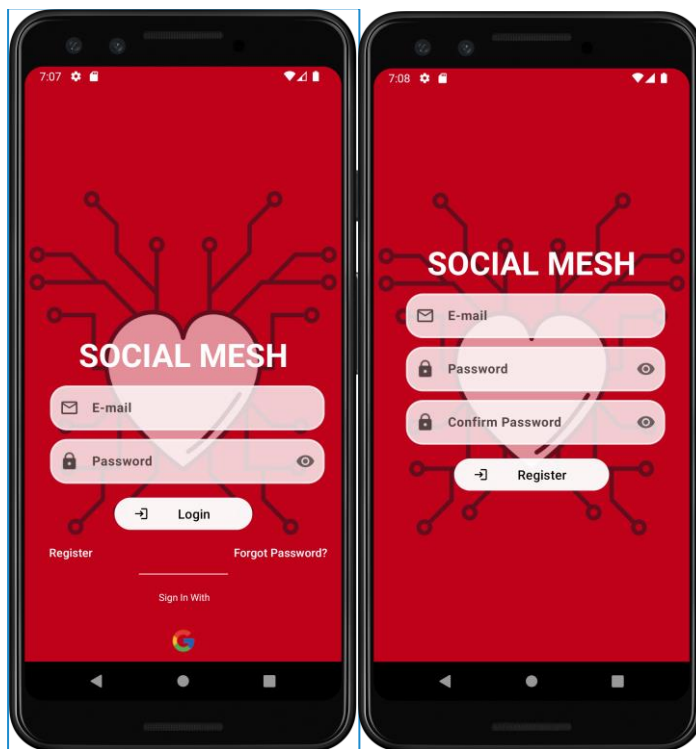 7:07
SOCIAL MESH
E-mail
Password
Login
Register Forgot Password?
Sign In With
7:08
SOCIAL MESH
E-mail
Password
Confirm Password
Register